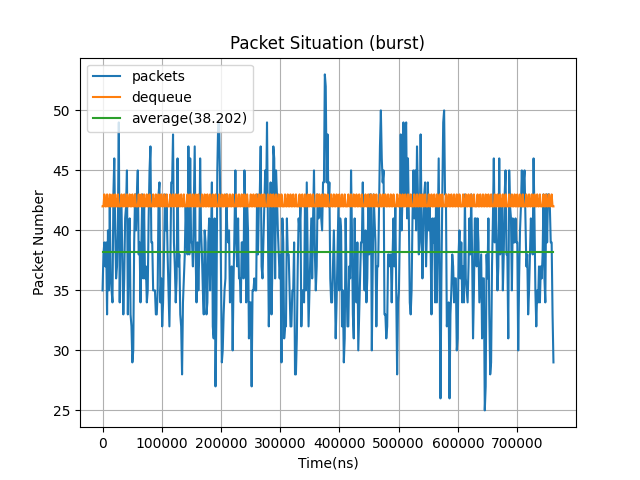 Packet Situation (burst)
packets
dequeue
average(38.202)
Packet Number
50
45
40
35
30
25
0 100000 200000 300000 400000 500000 600000 700000
Time(ns)